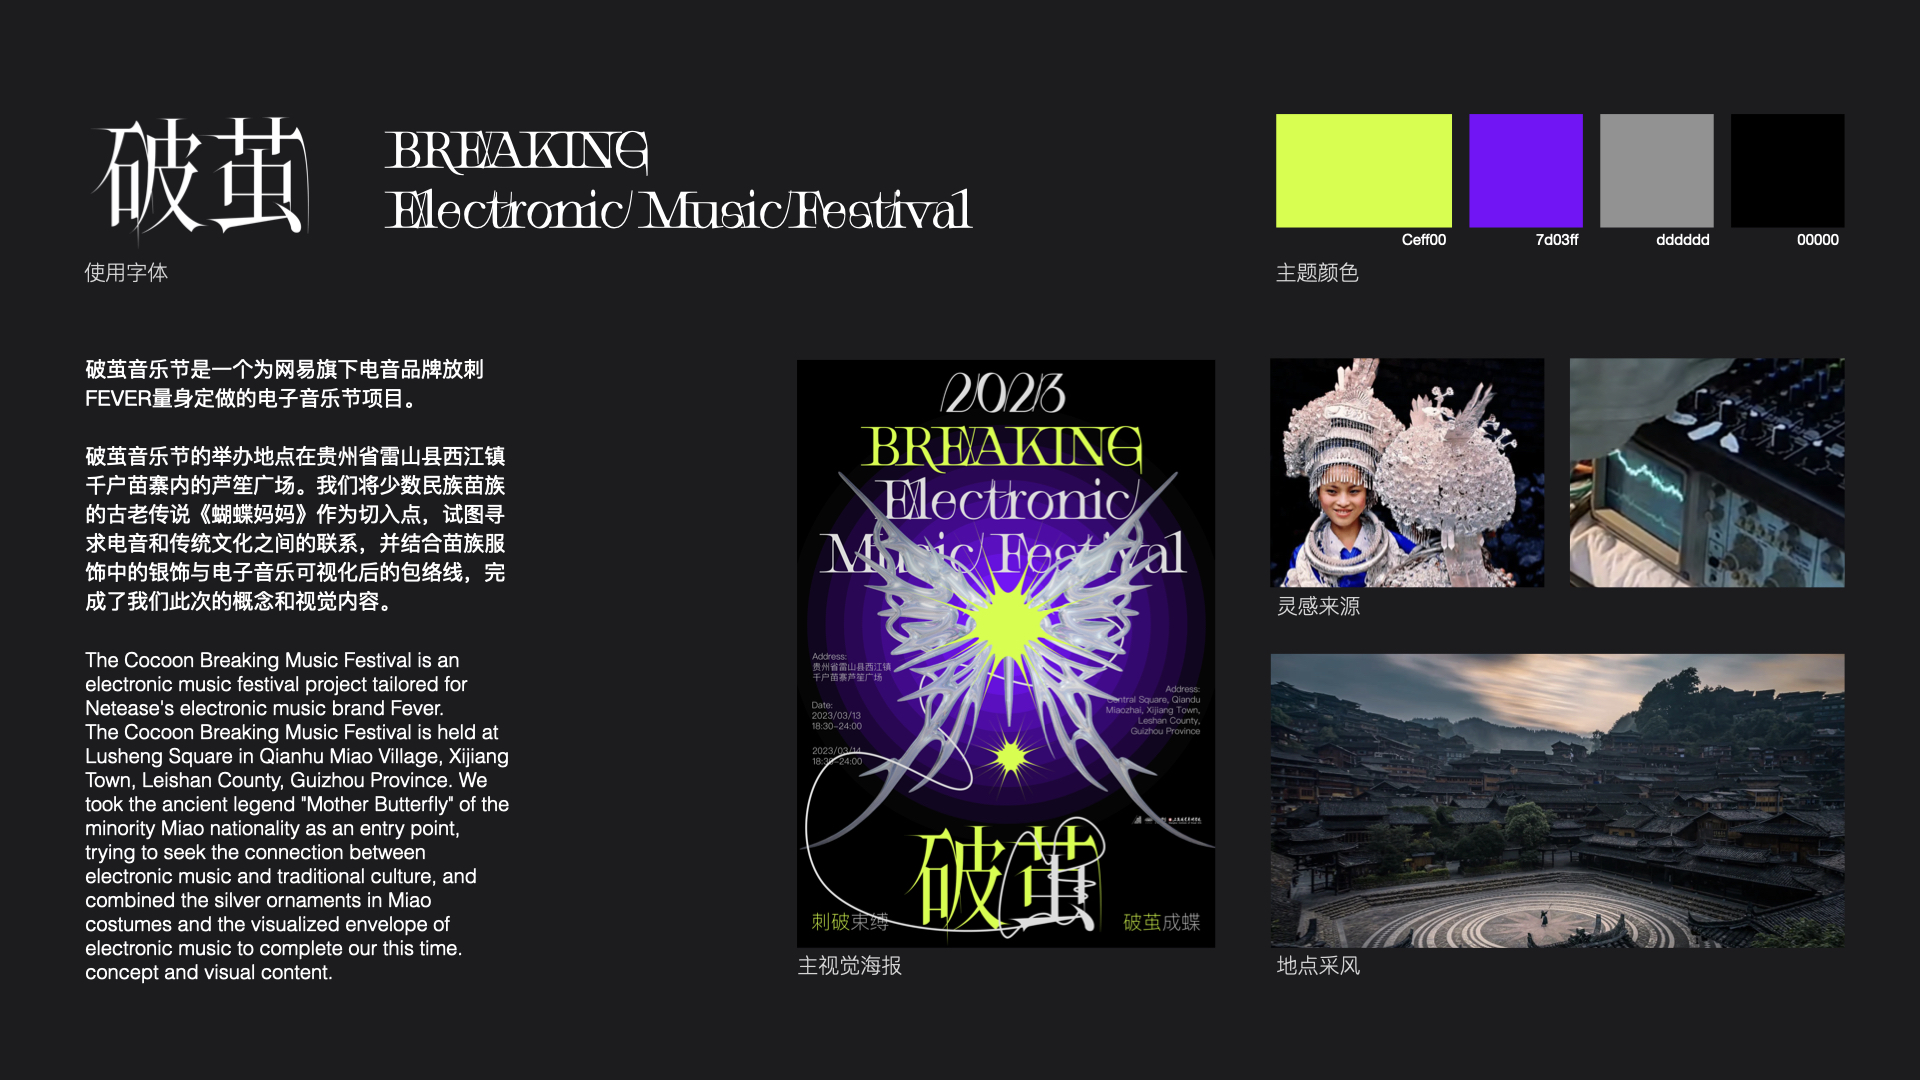 破茧
BREAKING
Electronic Music Festival
使用字体
Ceff00
7d03ff
dddddd
00000
主题颜色
破茧音乐节是一个为网易旗下电音品牌放刺
FEVER量身定做的电子音乐节项目。
破茧音乐节的举办地点在贵州省雷山县西江镇
千户苗寨内的芦笙广场。我们将少数民族苗族
的古老传说《蝴蝶妈妈》作为切入点，试图寻
求电音和传统文化之间的联系，并结合苗族服
饰中的银饰与电子音乐可视化后的包络线，完
成了我们此次的概念和视觉内容。
The Cocoon Breaking Music Festival is an
electronic music festival project tailored for
Netease's electronic music brand Fever.
The Cocoon Breaking Music Festival is held at
Lusheng Square in Qianhu Miao Village, Xijiang
Town, Leishan County, Guizhou Province. We
took the ancient legend "Mother Butterfly" of the
minority Miao nationality as an entry point,
trying to seek the connection between
electronic music and traditional culture, and
combined the silver ornaments in Miao
costumes and the visualized envelope of
electronic music to complete our this time.
concept and visual content.
2023
BREAKING
Electronic
Music Festival
Address:
贵州省雷山县西江镇
千户苗寨芦笙广场
Date:
2023/03/13
18:30-24:00
2023/03/14
18:30-24:00
Address:
Central Square, Qiandu
Miaozhai, Xijiang Town,
Leshan County,
Guizhou Province
破茧
刺破束缚
破茧成蝶
主视觉海报
灵感来源
地点采风